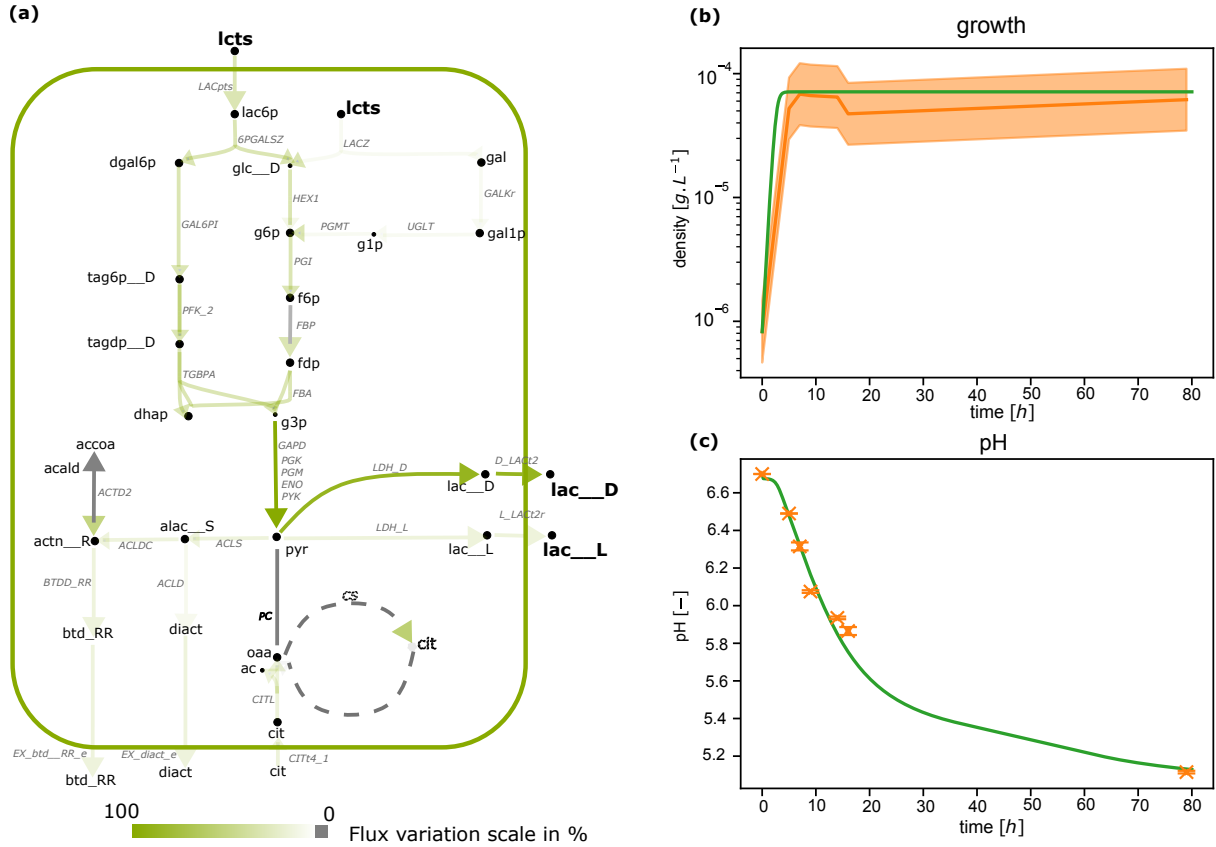 (a)
lcts
LACpts
lac6p
lcts
6PGALSZ
LACZ
dgal6p
glc__D
gal
HEX1
GALKr
GAL6PI
g6p
PGMT
g1p
UGLT
gal1p
PGI
tag6p__D
f6p
PFK_2
FBP
tagdp__D
fdp
TGBPA
FBA
dhap
g3p
accoa
acald
GAPD
PGK
PGM
ENO
PYK
ACTD2
LDH_D
D_LACt2
lac__D
lac__D
alac__S
actn__R
ACLDC
ACLS
pyr
LDH_L
L_LACt2r
lac__L
lac__L
BTDD_RR
ACLD
CS
PC
btd_RR
diact
cit
oaa
ac
CITL
cit
EX_btd__RR_e
EX_diact_e
CITt4_1
btd_RR
diact
cit
100
0
Flux variation scale in %
(b)
growth
density [g.L⁻¹]
10⁻⁴
10⁻⁵
10⁻⁶
0 10 20 30 40 50 60 70 80
time [h]
(c)
pH
pH [−]
6.6
6.4
6.2
6.0
5.8
5.6
5.4
5.2
0 10 20 30 40 50 60 70 80
time [h]